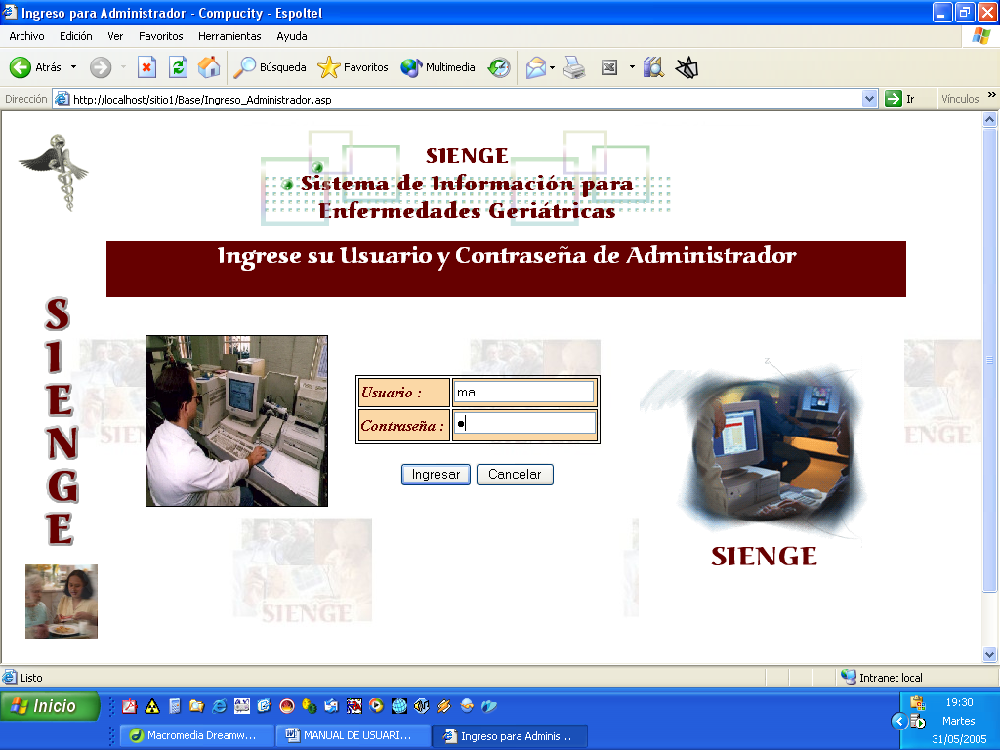 Ingreso para Administrador - Compucity - Espoltel
Archivo Edición Ver Favoritos Herramientas Ayuda
Atrás Búsqueda Favoritos Multimedia
Dirección http://localhost/sitio1/Base/Ingreso_Administrador.asp Ir Vínculos »
SIENGE
Sistema de Información para
Enfermedades Geriátricas
Ingrese su Usuario y Contraseña de Administrador
SIENGE
Usuario : ma
Contraseña : ●
Ingresar Cancelar
SIENGE
SIENGE
SIENGE
Listo Intranet local
Inicio
19:30
Martes
31/05/2005
Macromedia Dreamw... MANUAL DE USUARI... Ingreso para Adminis...